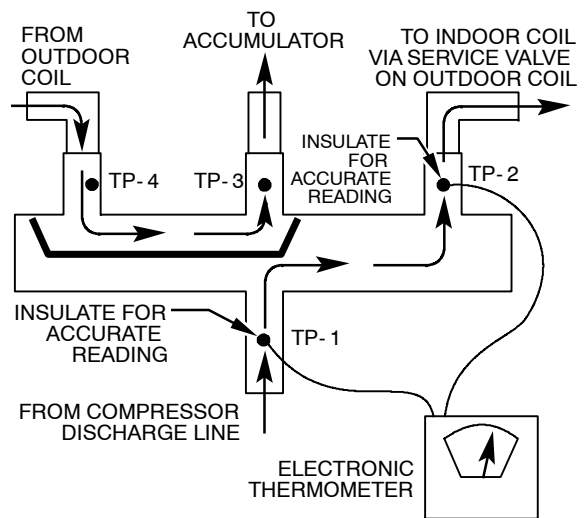 FROM
OUTDOOR
COIL
TO
ACCUMULATOR
TO INDOOR COIL
VIA SERVICE VALVE
ON OUTDOOR COIL
INSULATE
FOR
ACCURATE
READING
TP- 4
TP- 3
TP- 2
INSULATE FOR
ACCURATE
READING
TP- 1
FROM COMPRESSOR
DISCHARGE LINE
ELECTRONIC
THERMOMETER